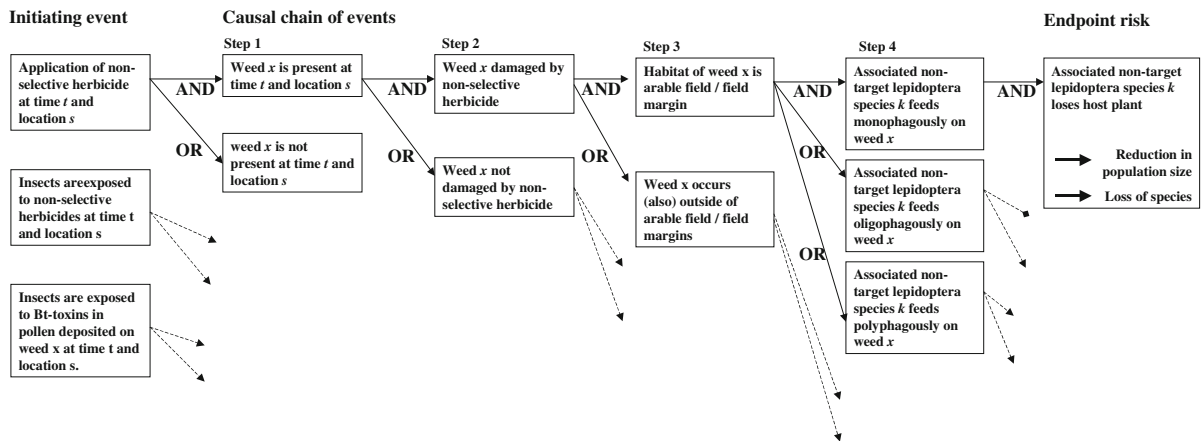 Initiating event
Causal chain of events
Endpoint risk
Step 1
Step 2
Step 3
Step 4
Application of non-
selective herbicide
at time t and
location s
AND
OR
Weed x is present at
time t and location s
weed x is not
present at time t and
location s
AND
OR
Weed x damaged by
non-selective
herbicide
Weed x not
damaged by non-
selective herbicide
AND
OR
Habitat of weed x is
arable field / field
margin
Weed x occurs
(also) outside of
arable field / field
margins
AND
OR
OR
Associated non-
target lepidoptera
species k feeds
monophagously on
weed x
Associated non-
target lepidoptera
species k feeds
oligophagously on
weed x
Associated non-
target lepidoptera
species k feeds
polyphagously on
weed x
AND
Associated non-target
lepidoptera species k
loses host plant
Reduction in
population size
Loss of species
Insects areexposed
to non-selective
herbicides at time t
and location s
Insects are exposed
to Bt-toxins in
pollen deposited on
weed x at time t and
location s.